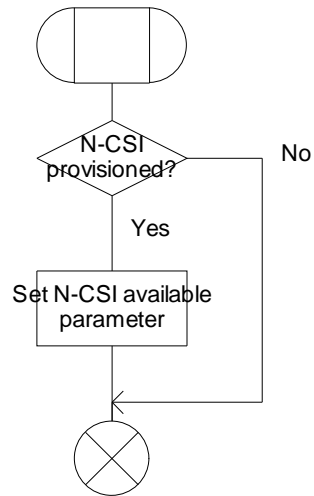 N-CSI
provisioned?
No
Yes
Set N-CSI available
parameter